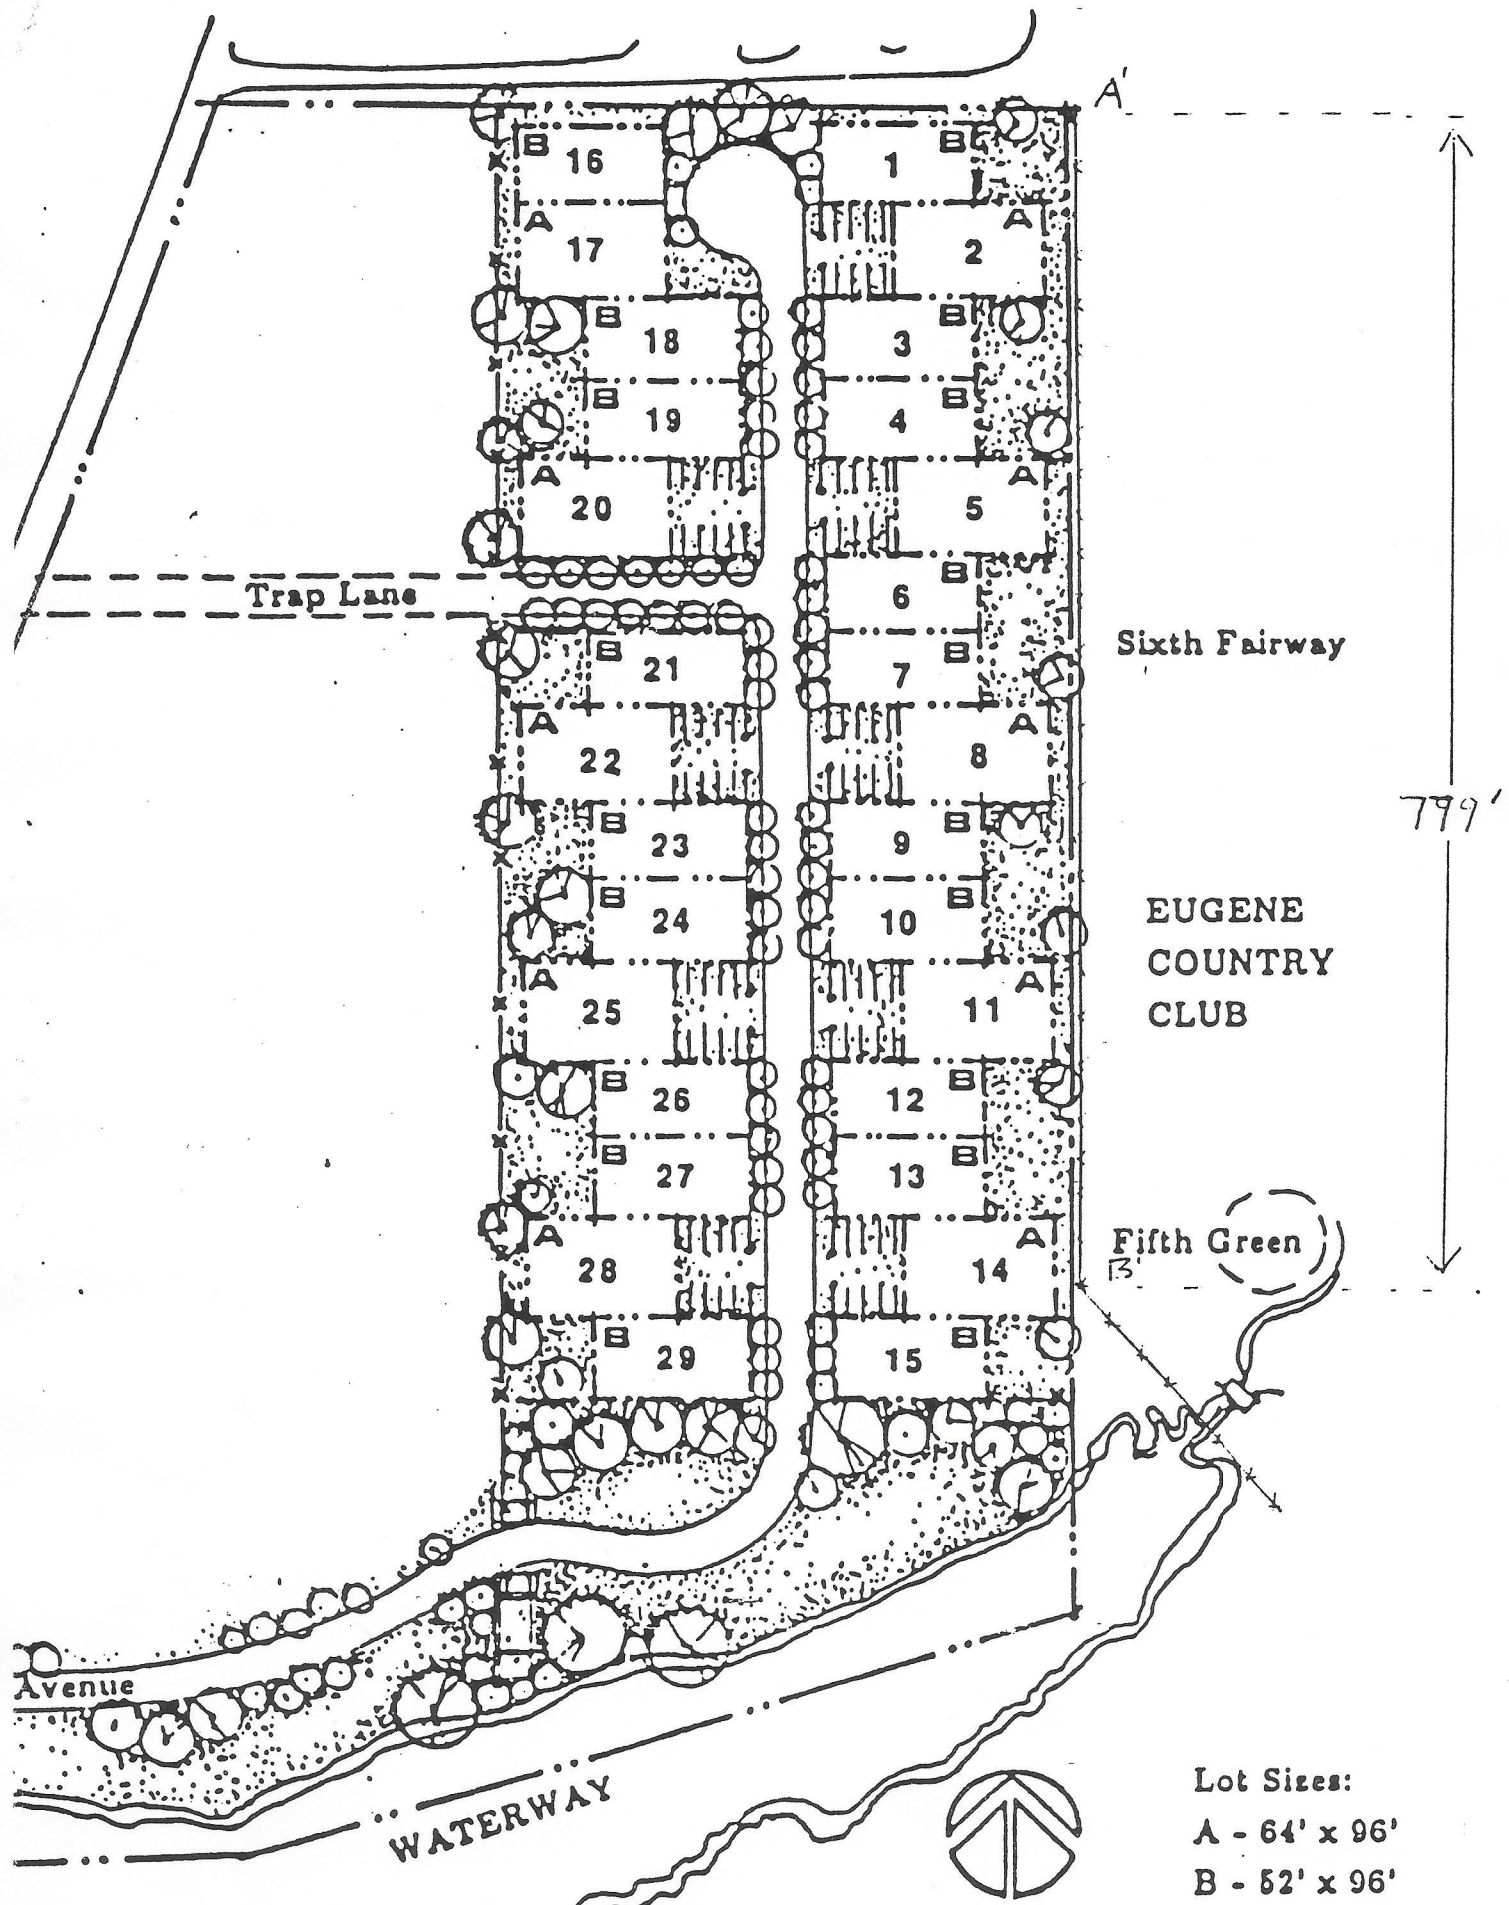 A'
B 16
B 1
A 17
A 2
B 18
B 3
B 19
B 4
A 20
A 5
B 6
Trap Lane
Sixth Fairway
B 21
B 7
A 22
A 8
799'
B 23
B 9
B 24
B 10
EUGENE
COUNTRY
CLUB
A 25
A 11
B 26
B 12
B 27
B 13
A 28
A 14
Fifth Green
B'
B 29
B 15
Avenue
WATERWAY
Lot Sizes:
A - 64' x 96'
B - 52' x 96'